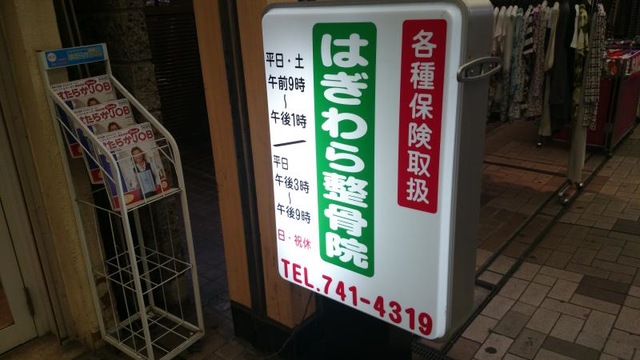 各種保険取扱
はぎわら整骨院
平日・土
午前9時
〜
午後1時
平日
午後3時
〜
午後9時
日・祝休
TEL.741-4319
はたらかJOB